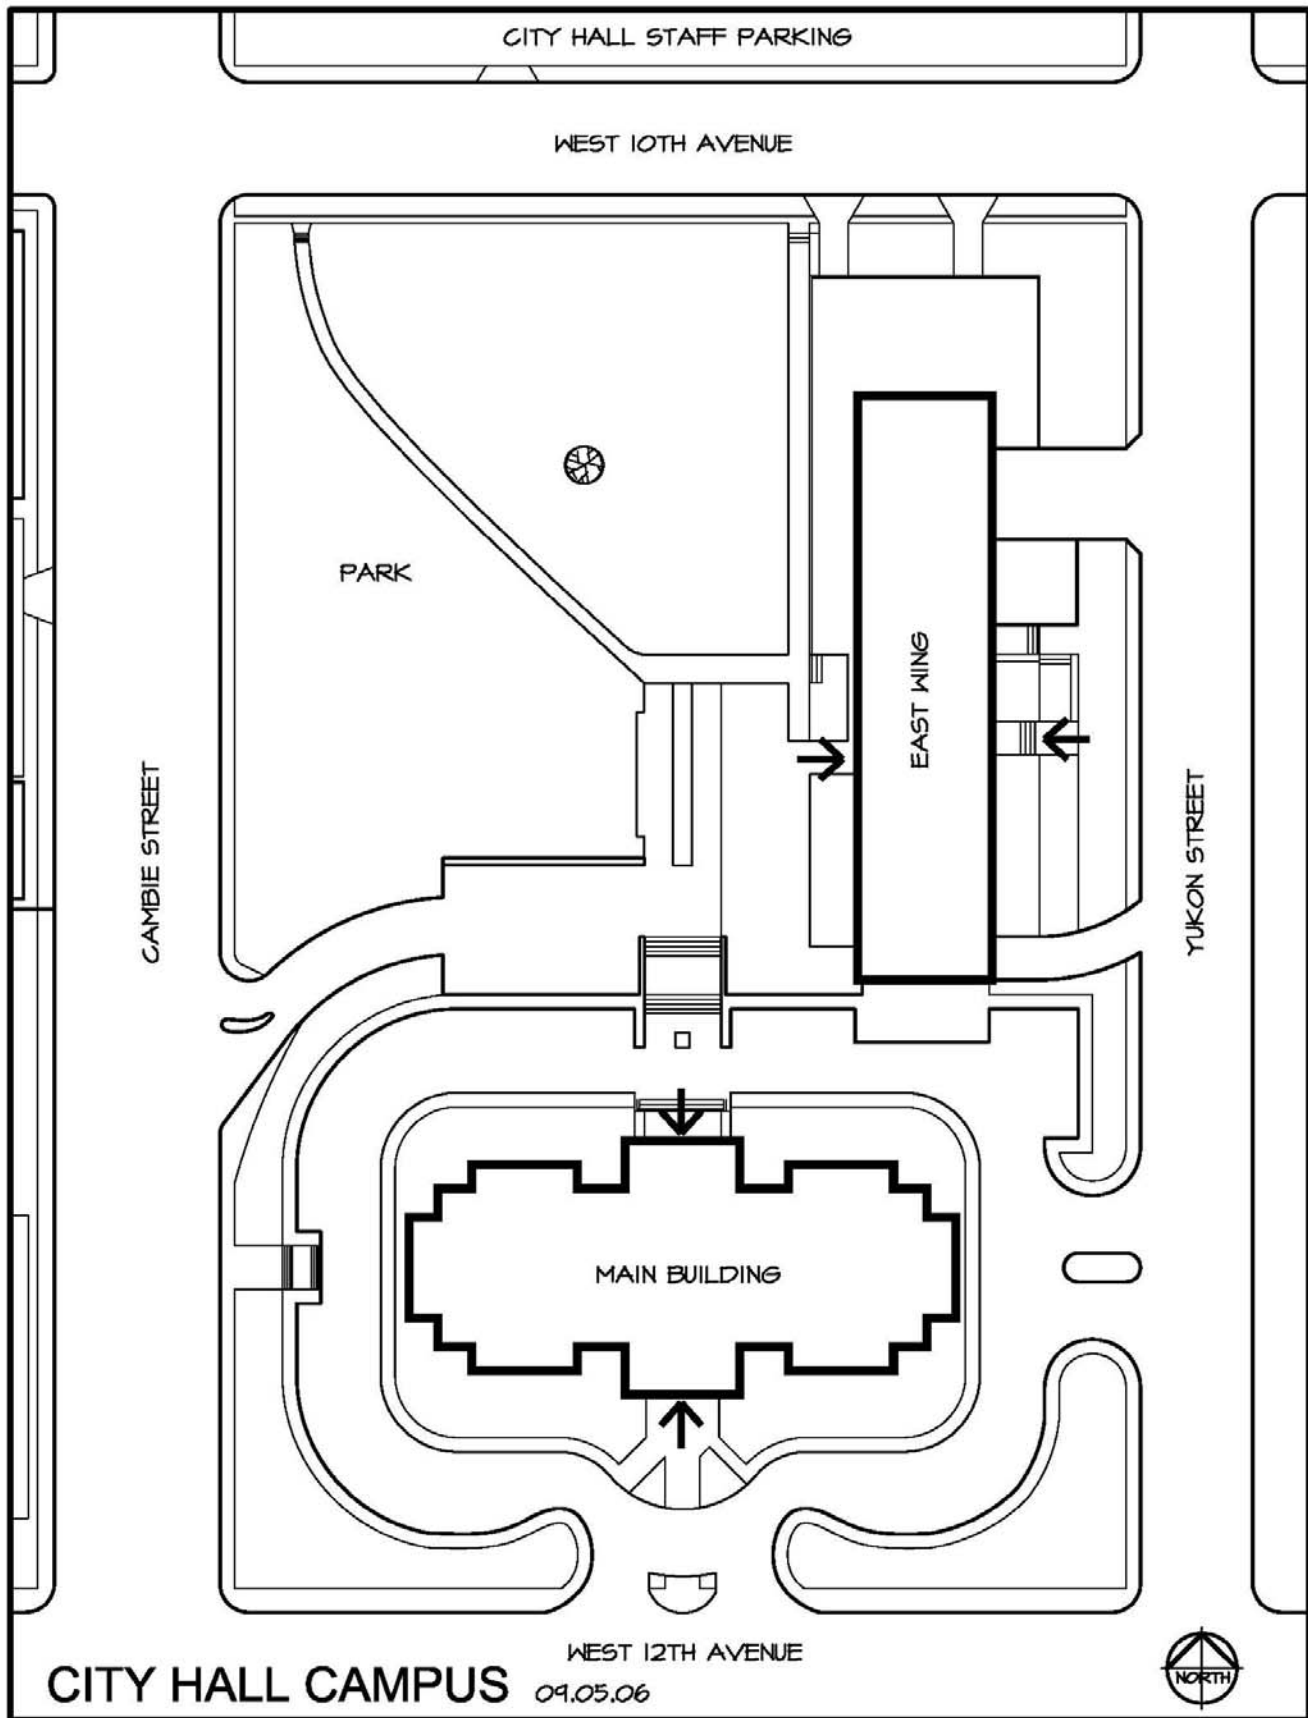 CITY HALL STAFF PARKING
WEST 10TH AVENUE
PARK
EAST WING
CAMBIE STREET
YUKON STREET
MAIN BUILDING
WEST 12TH AVENUE
CITY HALL CAMPUS 09.05.06
NORTH